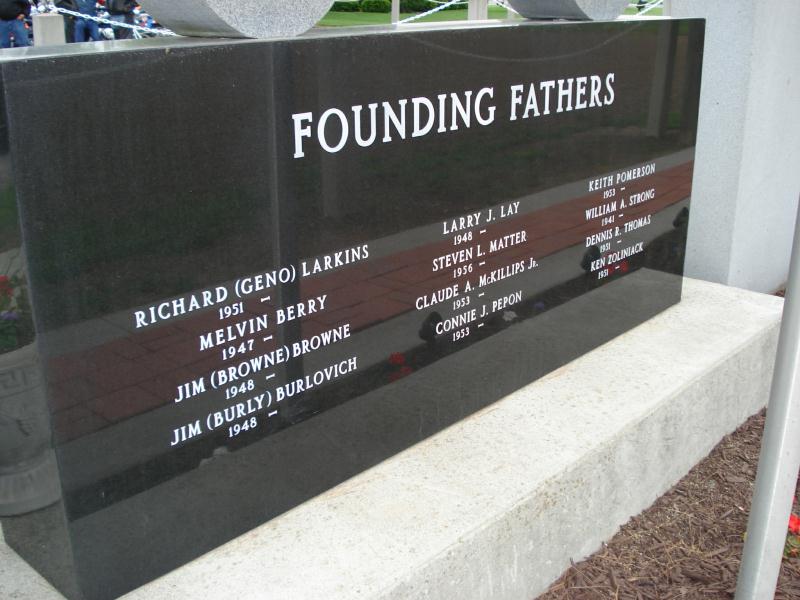 FOUNDING FATHERS
RICHARD (GENO) LARKINS
1951 –
MELVIN BERRY
1947 –
JIM (BROWNE) BROWNE
1948 –
JIM (BURLY) BURLOVICH
1948 –
LARRY J. LAY
1948 –
STEVEN L. MATTER
1956 –
CLAUDE A. McKILLIPS JR.
1953 –
CONNIE J. PEPON
1953 –
KEITH POMERSON
1953 –
WILLIAM A. STRONG
1941 –
DENNIS R. THOMAS
1951 –
KEN ZOLINIACK
1951 –